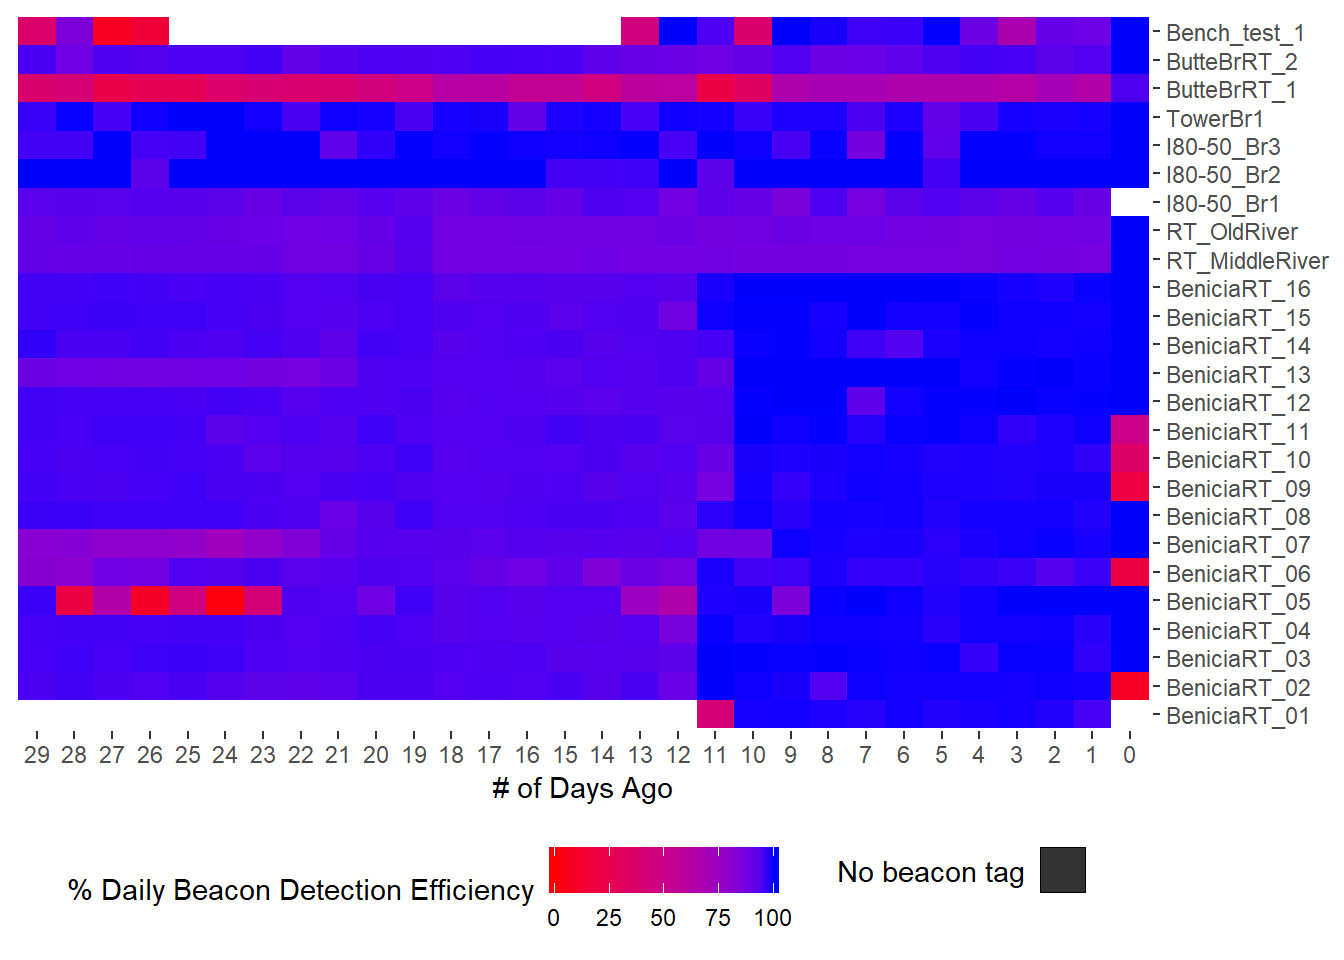 Bench_test_1
ButteBrRT_2
ButteBrRT_1
TowerBr1
I80-50_Br3
I80-50_Br2
I80-50_Br1
RT_OldRiver
RT_MiddleRiver
BeniciaRT_16
BeniciaRT_15
BeniciaRT_14
BeniciaRT_13
BeniciaRT_12
BeniciaRT_11
BeniciaRT_10
BeniciaRT_09
BeniciaRT_08
BeniciaRT_07
BeniciaRT_06
BeniciaRT_05
BeniciaRT_04
BeniciaRT_03
BeniciaRT_02
BeniciaRT_01
29 28 27 26 25 24 23 22 21 20 19 18 17 16 15 14 13 12 11 10 9 8 7 6 5 4 3 2 1 0
# of Days Ago
% Daily Beacon Detection Efficiency
0 25 50 75 100
No beacon tag